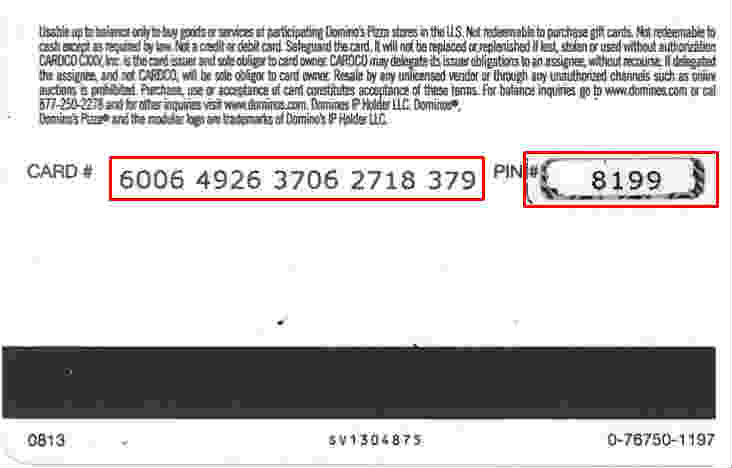 Usable up to balance only to buy goods or services at participating Domino's Pizza stores in the U.S. Not redeemable to purchase gift cards. Not redeemable to
cash except as required by law. Not a credit or debit card. Safeguard the card. It will not be replaced or replenished if lost, stolen or used without authorization
CARDCO CXXV, Inc. is the card issuer and sole obligor to card owner. CARDCO may delegate its issuer obligations to an assignee, without recourse. If delegated
the assignee, and not CARDCO, will be sole obligor to card owner. Resale by any unlicensed vendor or through any unauthorized channels such as online
auctions is prohibited. Purchase, use or acceptance of card constitutes acceptance of these terms. For balance inquiries go to www.dominos.com or cal
877-250-2278 and for other inquiries visit www.dominos.com. Dominos IP Holder LLC. Dominos®,
Domino's Pizza® and the modular logo are trademarks of Domino's IP Holder LLC.
CARD # 6006 4926 3706 2718 379 PIN # 8199
0813 SV1304875 0-76750-1197